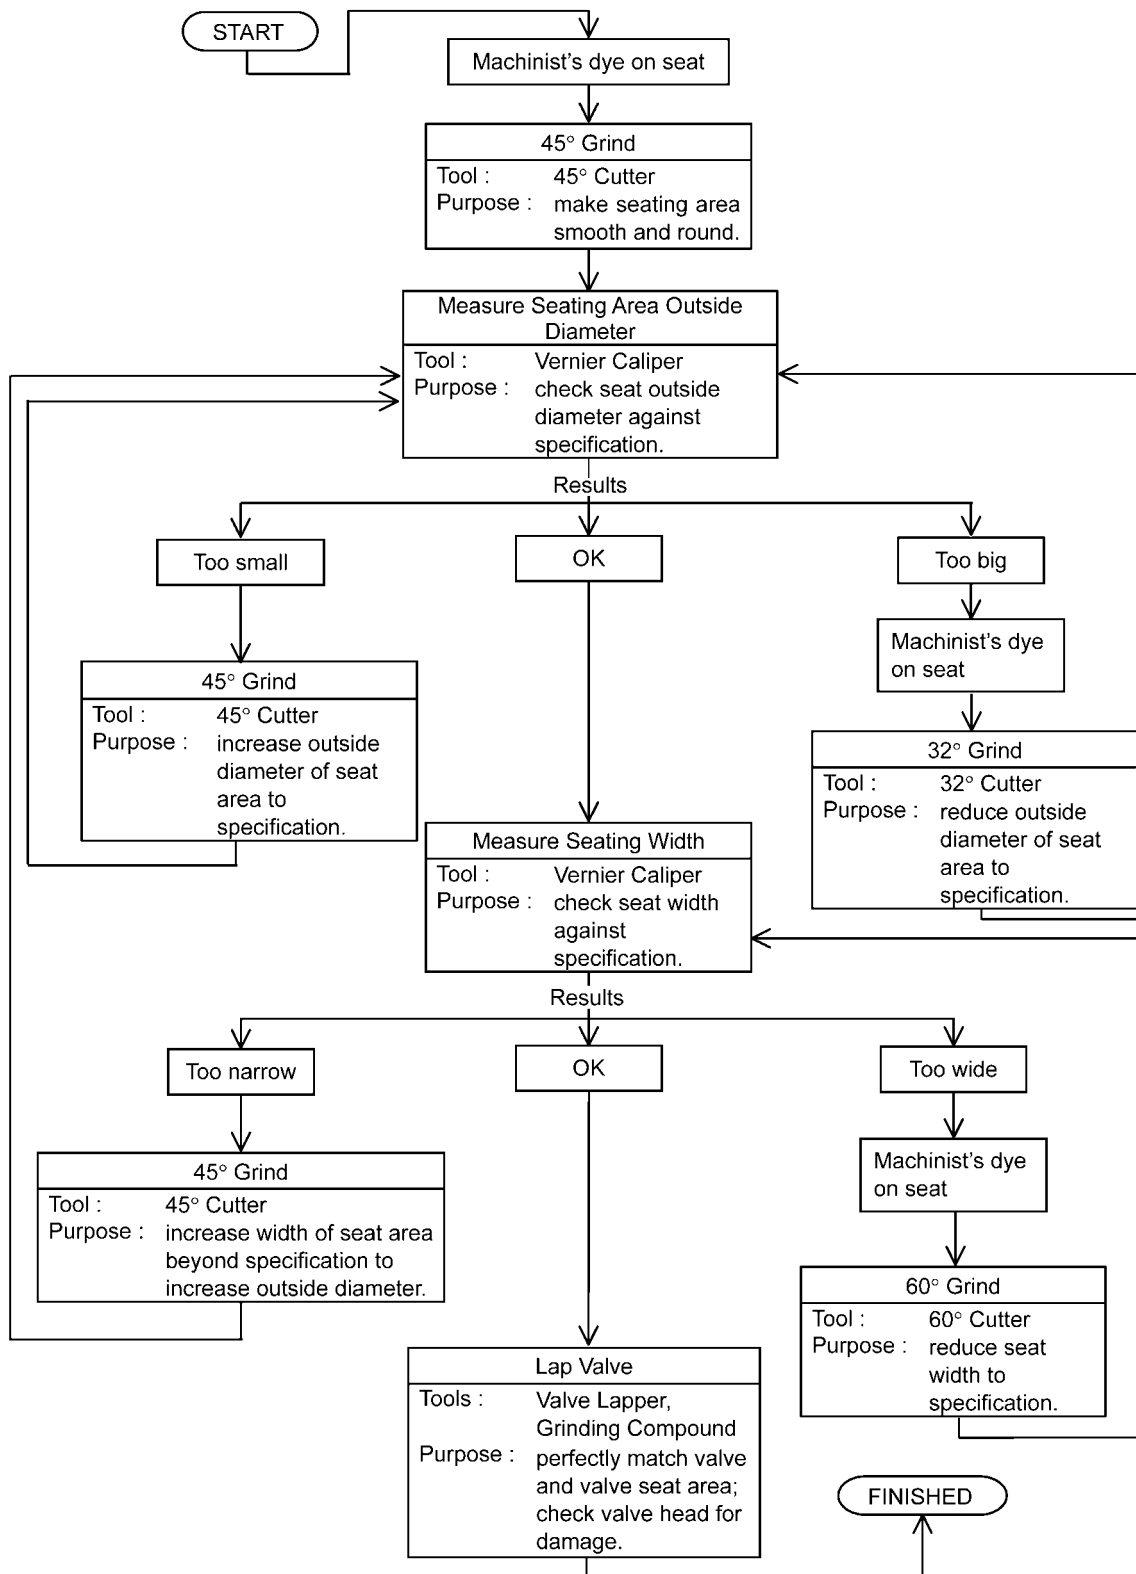 START
Machinist's dye on seat
45° Grind
Tool : 45° Cutter
Purpose : make seating area
smooth and round.
Measure Seating Area Outside
Diameter
Tool : Vernier Caliper
Purpose : check seat outside
diameter against
specification.
Results
Too small
OK
Too big
Machinist's dye
on seat
45° Grind
Tool : 45° Cutter
Purpose : increase outside
diameter of seat
area to
specification.
32° Grind
Tool : 32° Cutter
Purpose : reduce outside
diameter of seat
area to
specification.
Measure Seating Width
Tool : Vernier Caliper
Purpose : check seat width
against
specification.
Results
Too narrow
OK
Too wide
Machinist's dye
on seat
45° Grind
Tool : 45° Cutter
Purpose : increase width of seat area
beyond specification to
increase outside diameter.
60° Grind
Tool : 60° Cutter
Purpose : reduce seat
width to
specification.
Lap Valve
Tools : Valve Lapper,
Grinding Compound
Purpose : perfectly match valve
and valve seat area;
check valve head for
damage.
FINISHED